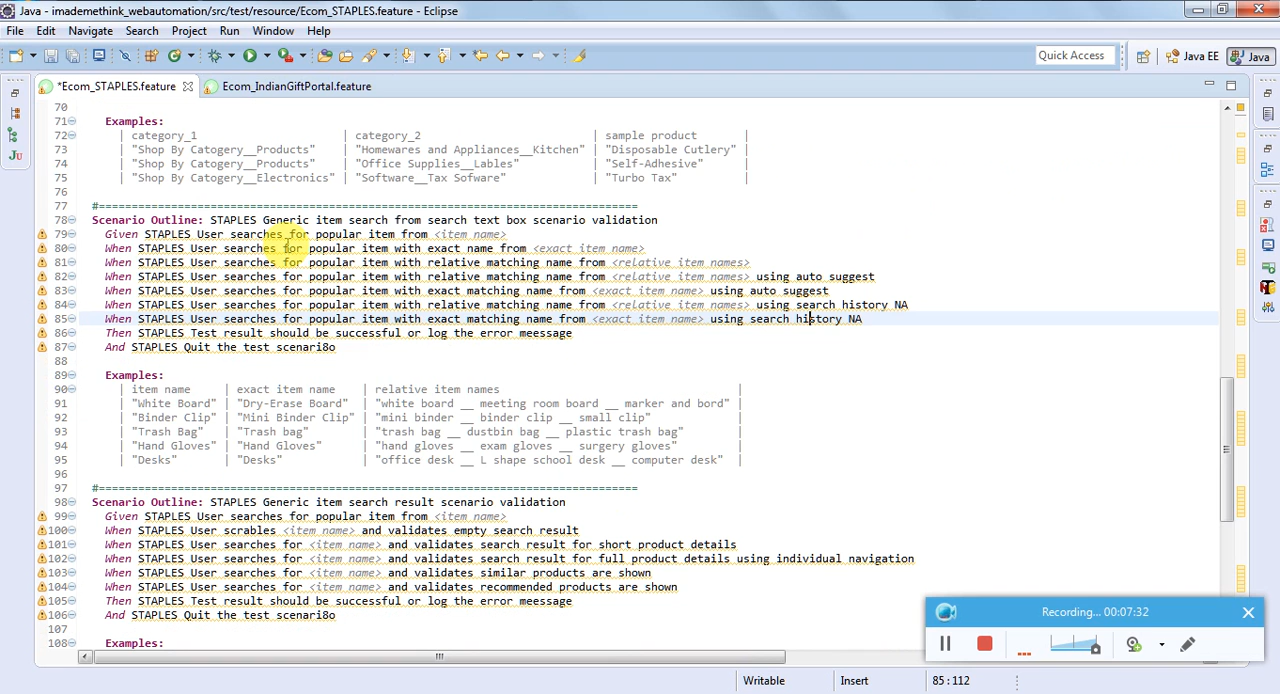 Java - imademethink_webautomation/src/test/resource/Ecom_STAPLES.feature - Eclipse
File Edit Navigate Search Project Run Window Help
Quick Access Java EE Java
*Ecom_STAPLES.feature Ecom_IndianGiftPortal.feature
70
71 Examples:
72 | category_1 | category_2 | sample product |
73 | "Shop By Catogery__Products" | "Homewares and Appliances__Kitchen" | "Disposable Cutlery" |
74 | "Shop By Catogery__Products" | "Office Supplies__Lables" | "Self-Adhesive" |
75 | "Shop By Catogery__Electronics" | "Software__Tax Sofware" | "Turbo Tax" |
76
77 #==================================================================================
78 Scenario Outline: STAPLES Generic item search from search text box scenario validation
79 Given STAPLES User searches for popular item from <item name>
80 When STAPLES User searches for popular item with exact name from <exact item name>
81 When STAPLES User searches for popular item with relative matching name from <relative item names>
82 When STAPLES User searches for popular item with relative matching name from <relative item names> using auto suggest
83 When STAPLES User searches for popular item with exact matching name from <exact item name> using auto suggest
84 When STAPLES User searches for popular item with relative matching name from <relative item names> using search history NA
85 When STAPLES User searches for popular item with exact matching name from <exact item name> using search history NA
86 Then STAPLES Test result should be successful or log the error meessage
87 And STAPLES Quit the test scenari8o
88
89 Examples:
90 | item name | exact item name | relative item names |
91 | "White Board" | "Dry-Erase Board" | "white board __ meeting room board __ marker and bord" |
92 | "Binder Clip" | "Mini Binder Clip" | "mini binder __ binder clip __ small clip" |
93 | "Trash Bag" | "Trash bag" | "trash bag __ dustbin bag __ plastic trash bag" |
94 | "Hand Gloves" | "Hand Gloves" | "hand gloves __ exam gloves __ surgery gloves" |
95 | "Desks" | "Desks" | "office desk __ L shape school desk __ computer desk" |
96
97 #==================================================================================
98 Scenario Outline: STAPLES Generic item search result scenario validation
99 Given STAPLES User searches for popular item from <item name>
100 When STAPLES User scrables <item name> and validates empty search result
101 When STAPLES User searches for <item name> and validates search result for short product details
102 When STAPLES User searches for <item name> and validates search result for full product details using individual navigation
103 When STAPLES User searches for <item name> and validates similar products are shown
104 When STAPLES User searches for <item name> and validates recommended products are shown
105 Then STAPLES Test result should be successful or log the error meessage
106 And STAPLES Quit the test scenari8o
107
108 Examples:
Recording... 00:07:32
Writable Insert 85 : 112